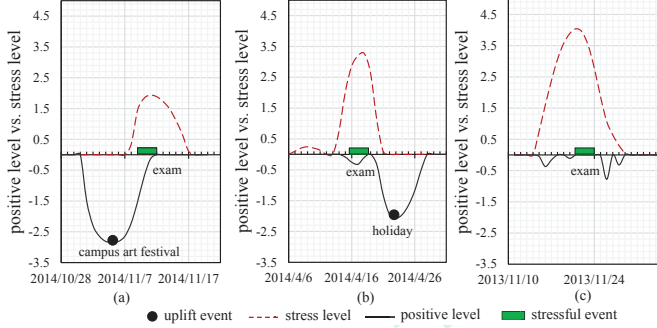 positive level vs. stress level
4.5
3.5
2.5
1.5
0.5
-0.5
-1.5
-2.5
-3.5
exam
campus art festival
2014/10/28 2014/11/7 2014/11/17
(a)
positive level vs. stress level
4.5
3.5
2.5
1.5
0.5
-0.5
-1.5
-2.5
-3.5
exam
holiday
2014/4/6 2014/4/16 2014/4/26
(b)
positive level vs. stress level
4.5
3.5
2.5
1.5
0.5
-0.5
-1.5
-2.5
-3.5
exam
2013/11/10 2013/11/24
(c)
uplift event stress level positive level stressful event